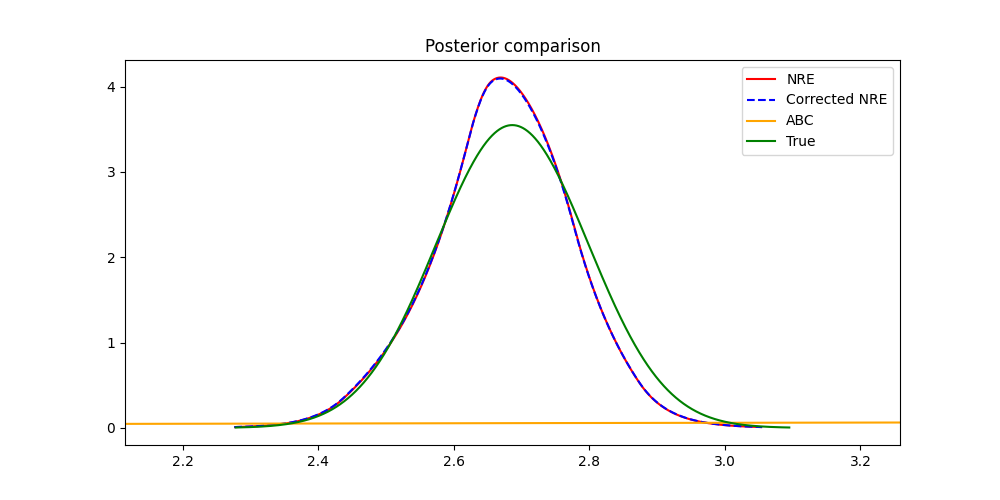 Posterior comparison
NRE
Corrected NRE
ABC
True
4
3
2
1
0
2.2 2.4 2.6 2.8 3.0 3.2